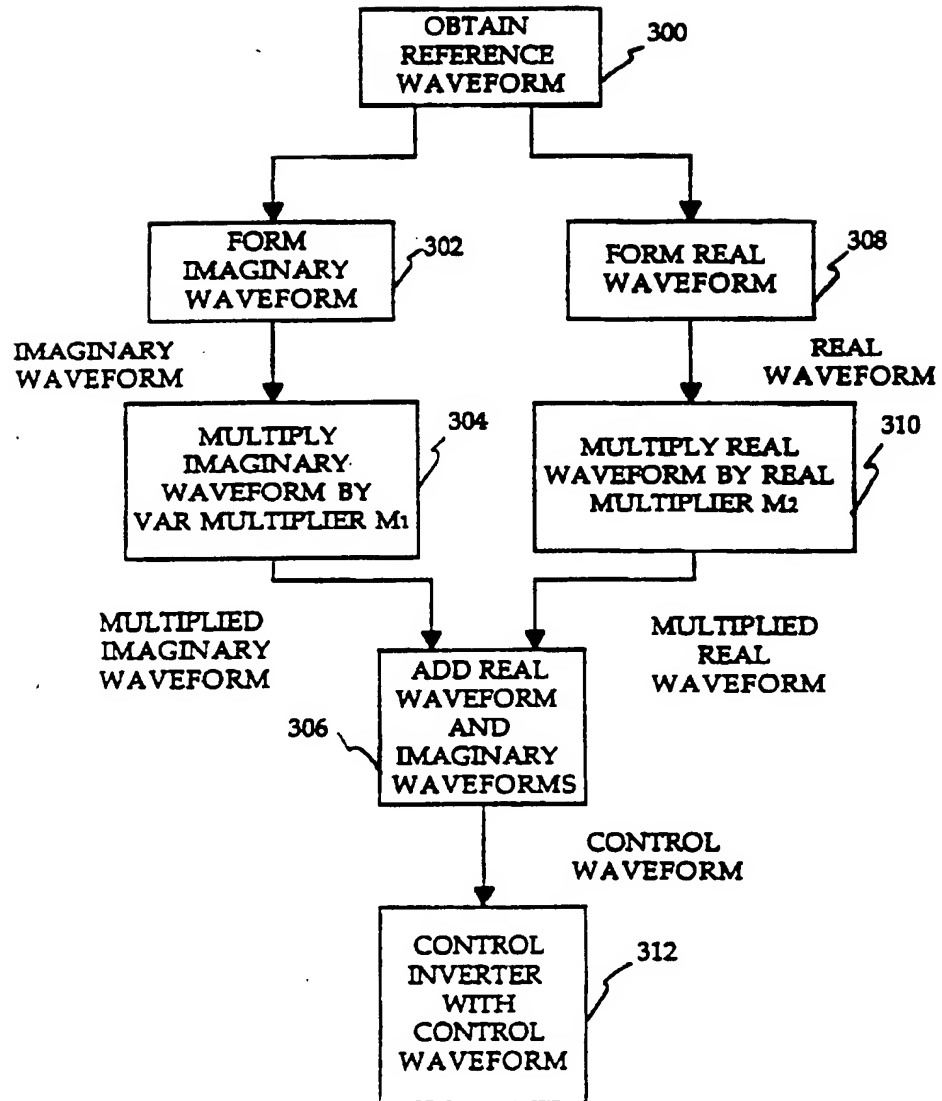 OBTAIN
REFERENCE
WAVEFORM
300
FORM
IMAGINARY
WAVEFORM
302
FORM REAL
WAVEFORM
308
IMAGINARY
WAVEFORM
REAL
WAVEFORM
MULTIPLY
IMAGINARY
WAVEFORM BY
VAR MULTIPLIER M1
304
MULTIPLY REAL
WAVEFORM BY REAL
MULTIPLIER M2
310
MULTIPLIED
IMAGINARY
WAVEFORM
MULTIPLIED
REAL
WAVEFORM
ADD REAL
WAVEFORM
AND
IMAGINARY
WAVEFORMS
306
CONTROL
WAVEFORM
CONTROL
INVERTER
WITH
CONTROL
WAVEFORM
312